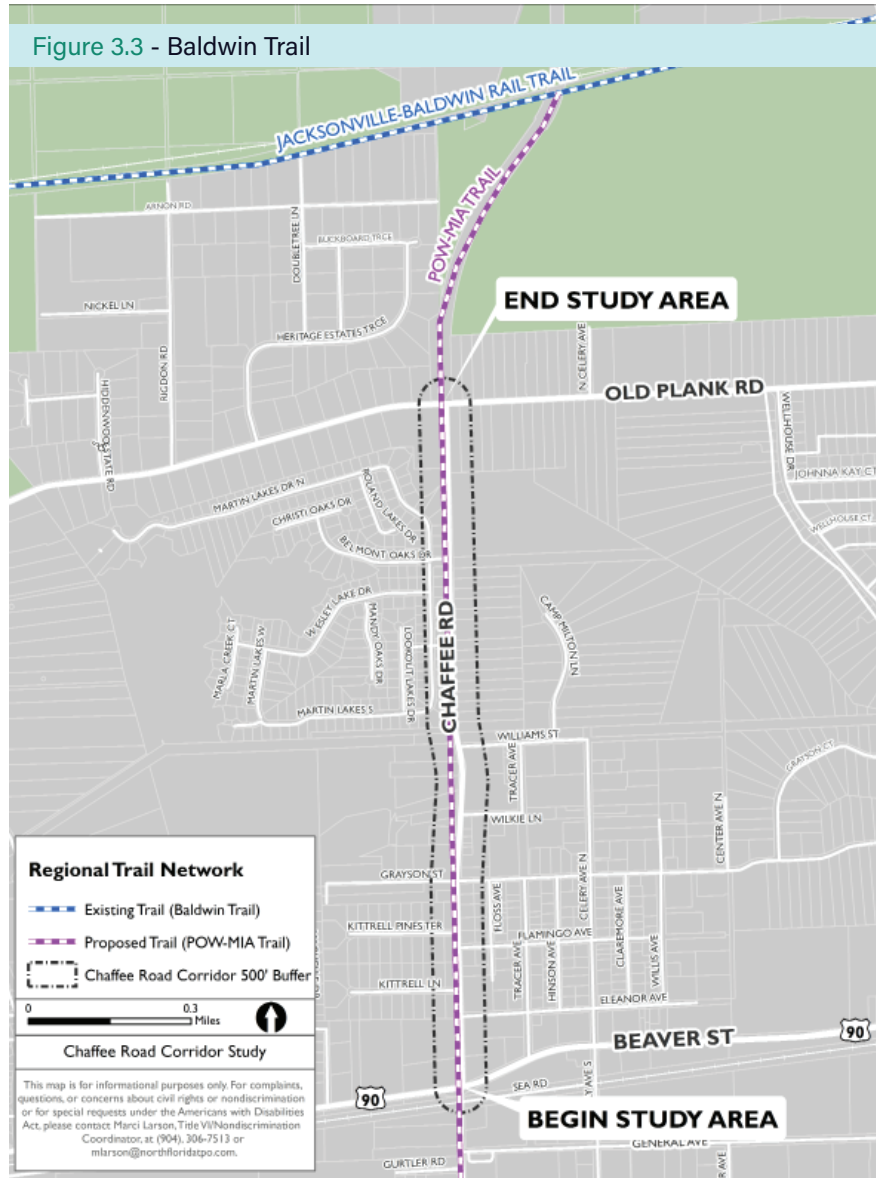 Figure 3.3 - Baldwin Trail
JACKSONVILLE-BALDWIN RAIL TRAIL
POW-MIA TRAIL
ARNON RD
DOUBLETREE LN
BUCKBOARD TRCE
NICKEL LN
HERITAGE ESTATES TRCE
RIGDON RD
END STUDY AREA
N CELERY AVE
OLD PLANK RD
WELLHOUSE DR
JOHNNA KAY CT
WELLHOUSE CT
MARTIN LAKES DR N
ROLAND LAKES DR
CHRISTI OAKS DR
BELMONT OAKS DR
WESLEY LAKE DR
MANDY OAKS DR
LOOKOUT LAKES DR
MARLA CREEK CT
MARTIN LAKES W
MARTIN LAKES S
CHAFFEE RD
CAMP MILTON LN
WILLIAMS ST
TRACER AVE
WILKIE LN
GRAYSON CT
CENTER AVE N
GRAYSON ST
FLOSS AVE
CELERY AVE N
CLAREMORE AVE
KITTRELL PINES TER
FLAMINGO AVE
TRACER AVE
HINSON AVE
WILLIS AVE
KITTRELL LN
ELEANOR AVE
BEAVER ST
90
SEA RD
90
BEGIN STUDY AREA
GENERAL AVE
GURTLER RD
Regional Trail Network
Existing Trail (Baldwin Trail)
Proposed Trail (POW-MIA Trail)
Chaffee Road Corridor 500' Buffer
0
0.3
Miles
Chaffee Road Corridor Study
This map is for informational purposes only. For complaints,
questions, or concerns about civil rights or nondiscrimination
or for special requests under the Americans with Disabilities
Act, please contact Marci Larson, Title VI/Nondiscrimination
Coordinator, at (904). 306-7513 or
mlarson@northfloridatpo.com.